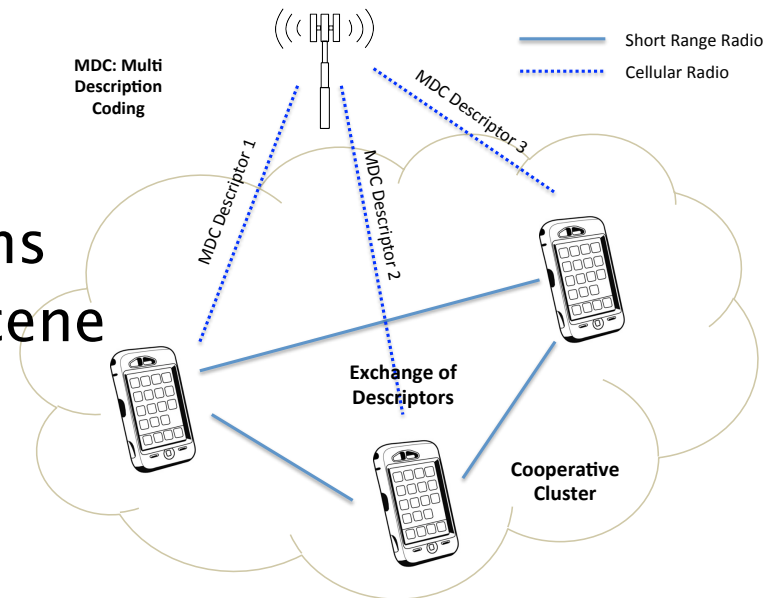 MDC: Multi
Description
Coding
Short Range Radio
Cellular Radio
MDC Descriptor 1
MDC Descriptor 2
MDC Descriptor 3
Exchange of
Descriptors
Cooperative
Cluster